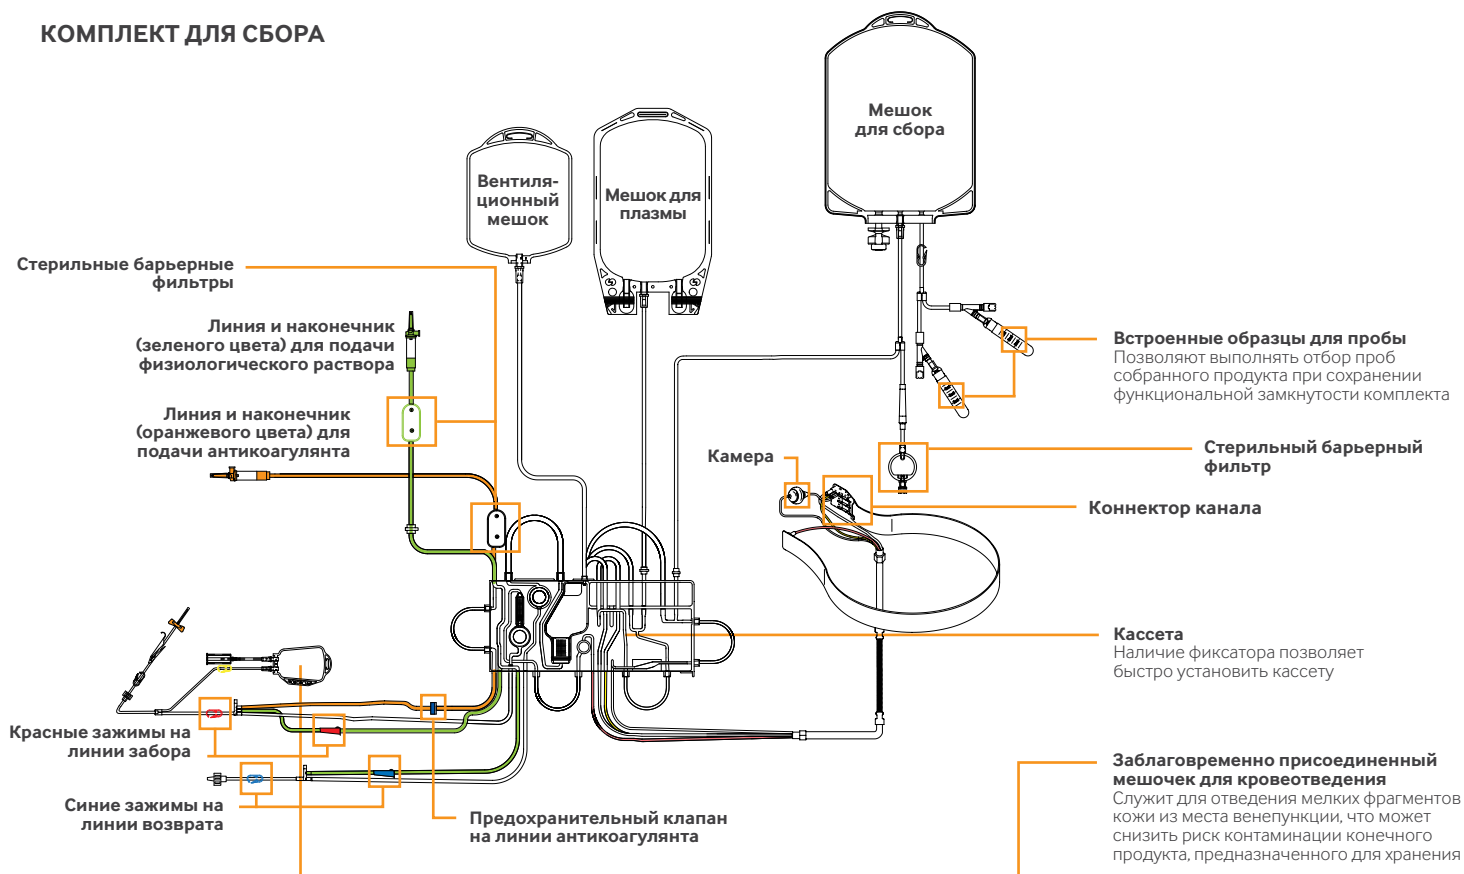 КОМПЛЕКТ ДЛЯ СБОРА
Мешок
для сбора
Вентиля-
ционный
мешок
Мешок для
плазмы
Стерильные барьерные
фильтры
Линия и наконечник
(зеленого цвета) для подачи
физиологического раствора
Линия и наконечник
(оранжевого цвета) для
подачи антикоагулянта
Встроенные образцы для пробы
Позволяют выполнять отбор проб
собранного продукта при сохранении
функциональной замкнутости комплекта
Камера
Стерильный барьерный
фильтр
Коннектор канала
Кассета
Наличие фиксатора позволяет
быстро установить кассету
Красные зажимы на
линии забора
Синие зажимы на
линии возврата
Предохранительный клапан
на линии антикоагулянта
Заблаговременно присоединенный
мешочек для кровеотведения
Служит для отведения мелких фрагментов
кожи из места венепункции, что может
снизить риск контаминации конечного
продукта, предназначенного для хранения